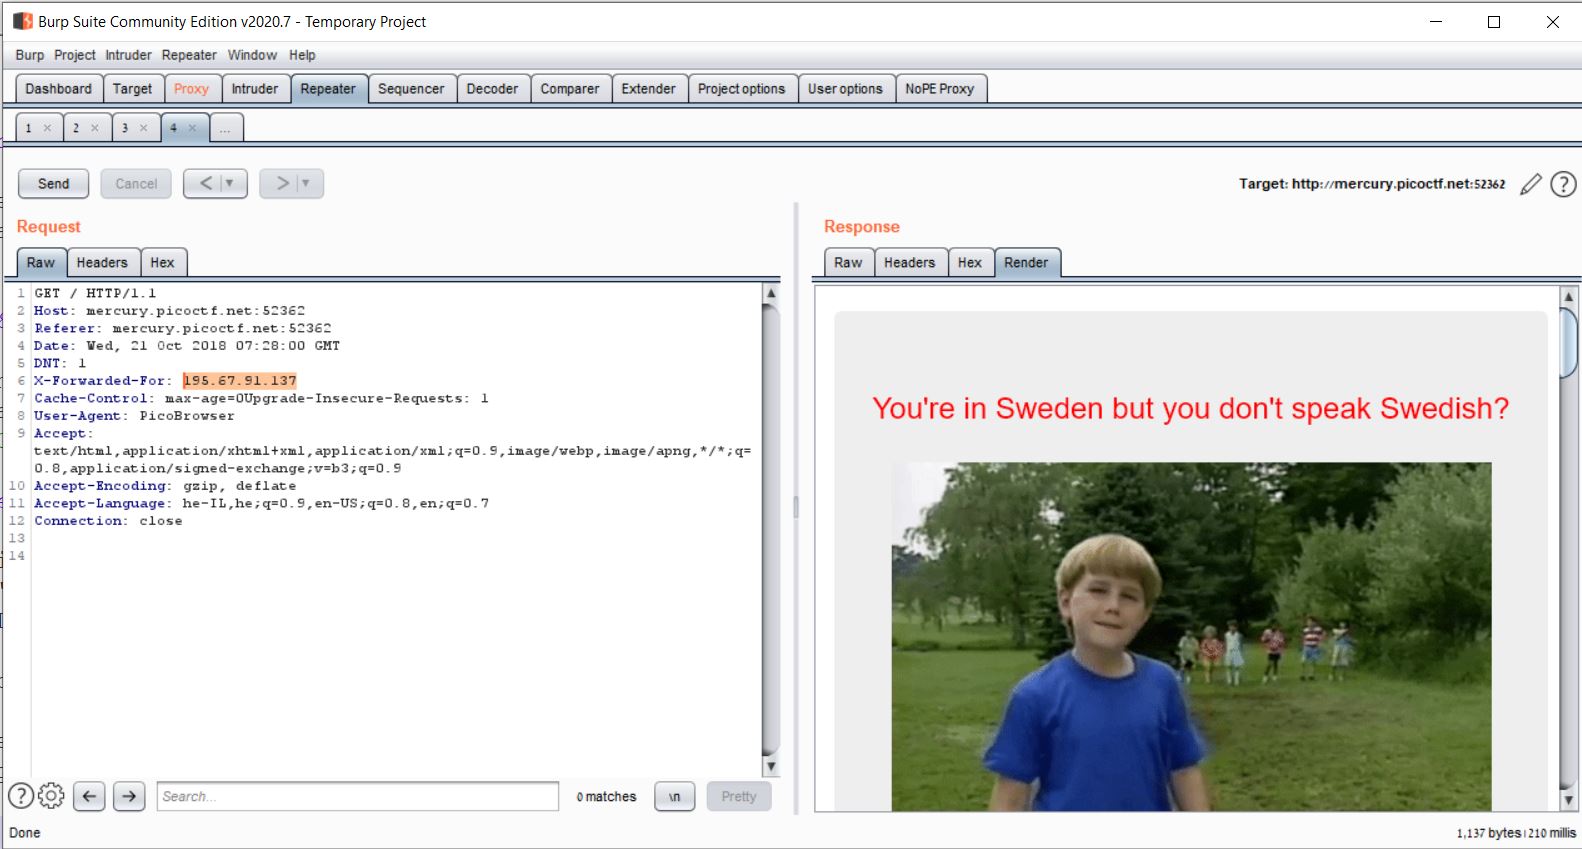 Burp Suite Community Edition v2020.7 - Temporary Project
Burp Project Intruder Repeater Window Help
Dashboard Target Proxy Intruder Repeater Sequencer Decoder Comparer Extender Project options User options NoPE Proxy
1 × 2 × 3 × 4 × ...
Send Cancel < > Target: http://mercury.picoctf.net:52362 ?
Request
Raw Headers Hex
1 GET / HTTP/1.1
2 Host: mercury.picoctf.net:52362
3 Referer: mercury.picoctf.net:52362
4 Date: Wed, 21 Oct 2018 07:28:00 GMT
5 DNT: 1
6 X-Forwarded-For: 195.67.91.137
7 Cache-Control: max-age=0Upgrade-Insecure-Requests: 1
8 User-Agent: PicoBrowser
9 Accept:
text/html,application/xhtml+xml,application/xml;q=0.9,image/webp,image/apng,*/*;q=
0.8,application/signed-exchange;v=b3;q=0.9
10 Accept-Encoding: gzip, deflate
11 Accept-Language: he-IL,he;q=0.9,en-US;q=0.8,en;q=0.7
12 Connection: close
13
14
? Search... 0 matches \n Pretty
Response
Raw Headers Hex Render
You're in Sweden but you don't speak Swedish?
Done
1,137 bytes | 210 millis